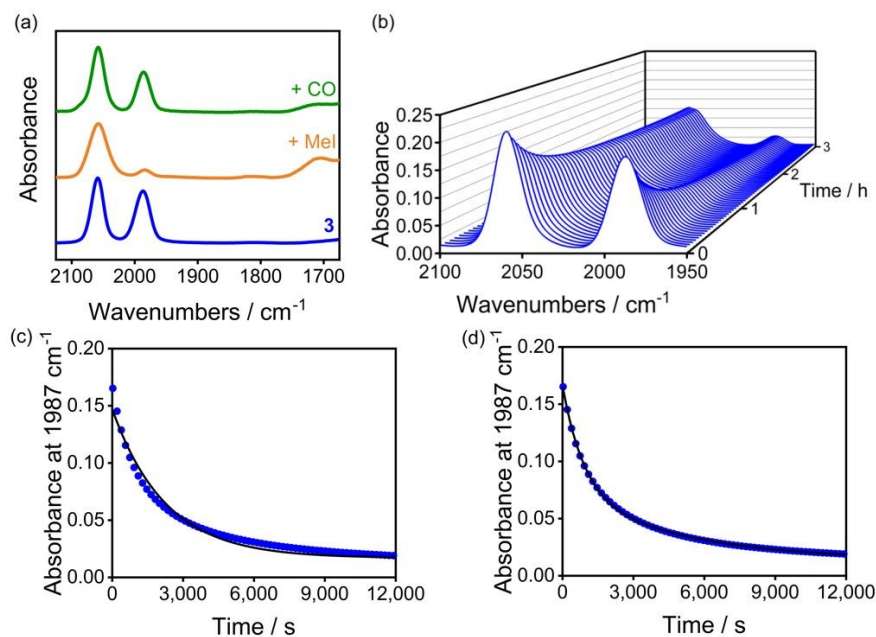 (a)
+ CO
+ MeI
3
Absorbance
2100 2000 1900 1800 1700
Wavenumbers / cm⁻¹
(b)
0.25
0.20
0.15
0.10
0.05
0.00
Absorbance
2100 2050 2000 1950
Wavenumbers / cm⁻¹
0 1 2 3
Time / h
(c)
0.20
0.15
0.10
0.05
0.00
Absorbance at 1987 cm⁻¹
0 3,000 6,000 9,000 12,000
Time / s
(d)
0.20
0.15
0.10
0.05
0.00
Absorbance at 1987 cm⁻¹
0 3,000 6,000 9,000 12,000
Time / s